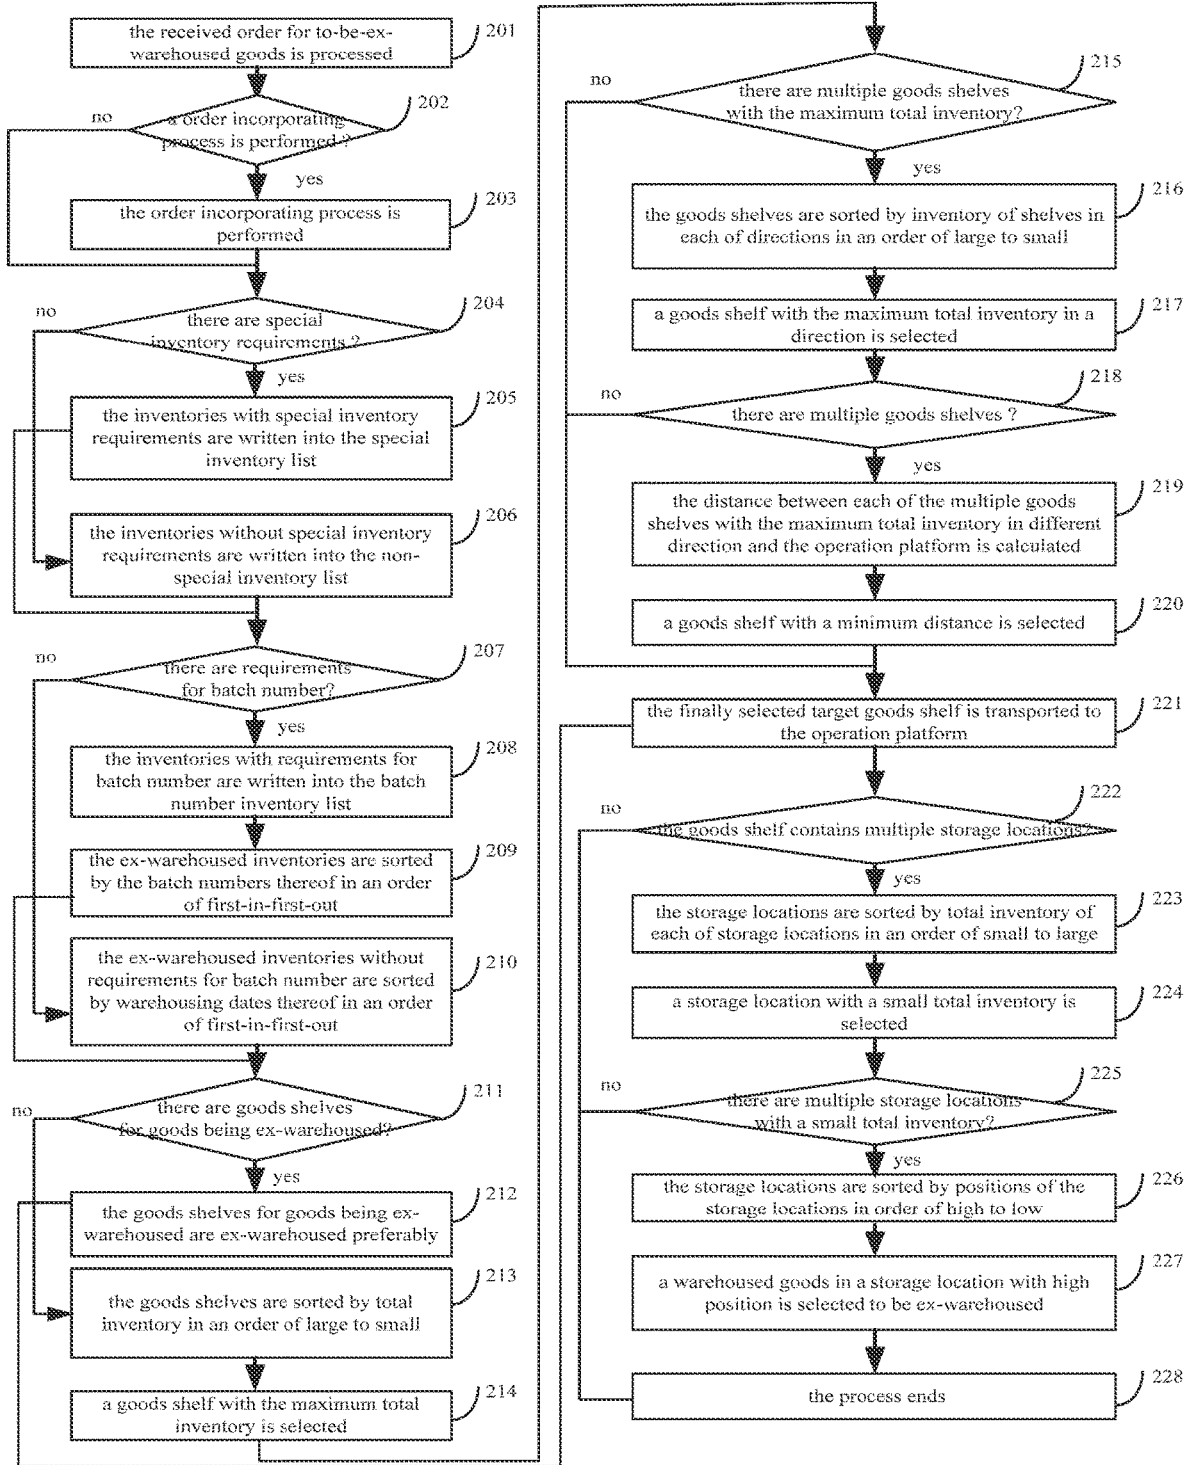 the received order for to-be-ex-
warehoused goods is processed
201
202
no
a order incorporating
process is performed ?
yes
203
the order incorporating process is
performed
204
no
there are special
inventory requirements ?
yes
205
the inventories with special inventory
requirements are written into the special
inventory list
206
the inventories without special inventory
requirements are written into the non-
special inventory list
207
no
there are requirements
for batch number?
yes
208
the inventories with requirements for
batch number are written into the batch
number inventory list
209
the ex-warehoused inventories are sorted
by the batch numbers thereof in an order
of first-in-first-out
210
the ex-warehoused inventories without
requirements for batch number are sorted
by warehousing dates thereof in an order
of first-in-first-out
211
no
there are goods shelves
for goods being ex-warehoused?
yes
212
the goods shelves for goods being ex-
warehoused are ex-warehoused preferably
213
the goods shelves are sorted by total
inventory in an order of large to small
214
a goods shelf with the maximum total
inventory is selected
215
no
there are multiple goods shelves
with the maximum total inventory?
yes
216
the goods shelves are sorted by inventory of shelves in
each of directions in an order of large to small
217
a goods shelf with the maximum total inventory in a
direction is selected
218
no
there are multiple goods shelves ?
yes
219
the distance between each of the multiple goods
shelves with the maximum total inventory in different
direction and the operation platform is calculated
220
a goods shelf with a minimum distance is selected
221
the finally selected target goods shelf is transported to
the operation platform
222
no
the goods shelf contains multiple storage locations?
yes
223
the storage locations are sorted by total inventory of
each of storage locations in an order of small to large
224
a storage location with a small total inventory is
selected
225
no
there are multiple storage locations
with a small total inventory?
yes
226
the storage locations are sorted by positions of the
storage locations in order of high to low
227
a warehoused goods in a storage location with high
position is selected to be ex-warehoused
228
the process ends